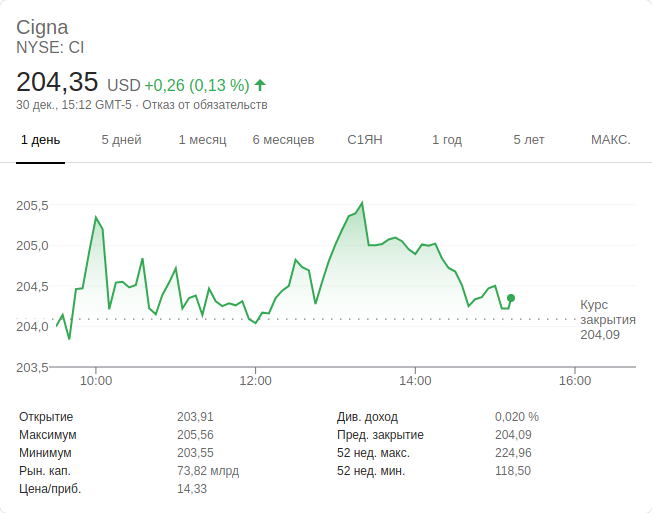 Cigna
NYSE: CI
204,35 USD +0,26 (0,13 %)
30 дек., 15:12 GMT-5 · Отказ от обязательств
1 день 5 дней 1 месяц 6 месяцев С1ЯН 1 год 5 лет МАКС.
205,5
205,0
204,5
204,0
203,5
Курс
закрытия
204,09
10:00 12:00 14:00 16:00
Открытие 203,91 Див. доход 0,020 %
Максимум 205,56 Пред. закрытие 204,09
Минимум 203,55 52 нед. макс. 224,96
Рын. кап. 73,82 млрд 52 нед. мин. 118,50
Цена/приб. 14,33